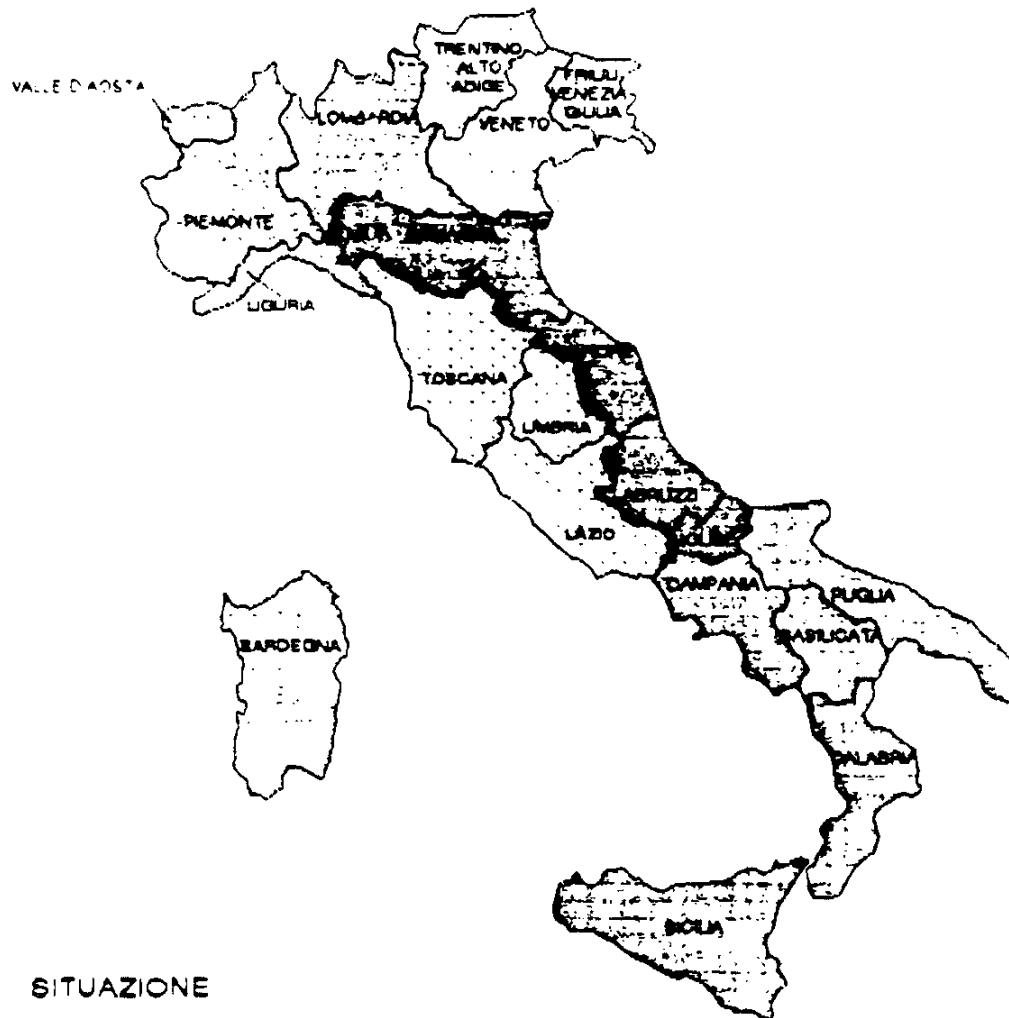 TRENTINO
ALTO
ADIGE
FRIULI
VENEZIA
GIULIA
VALLE D'AOSTA
LOMBARDIA
VENETO
PIEMONTE
LIGURIA
TOSCANA
UMBRIA
ABRUZZI
LAZIO
CAMPANIA
PUGLIA
BASILICATA
SARDEGNA
CALABRIA
SICILIA
SITUAZIONE